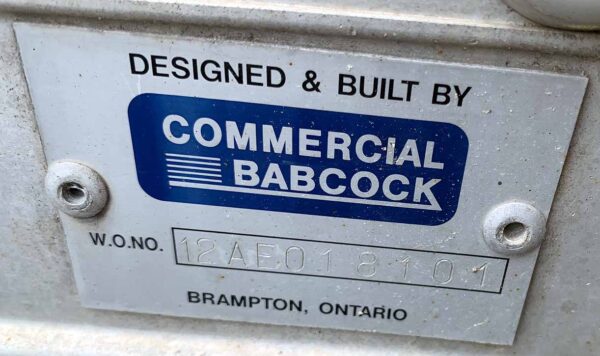 DESIGNED & BUILT BY
COMMERCIAL
BABCOCK
W.O.NO. 12AE018101
BRAMPTON, ONTARIO